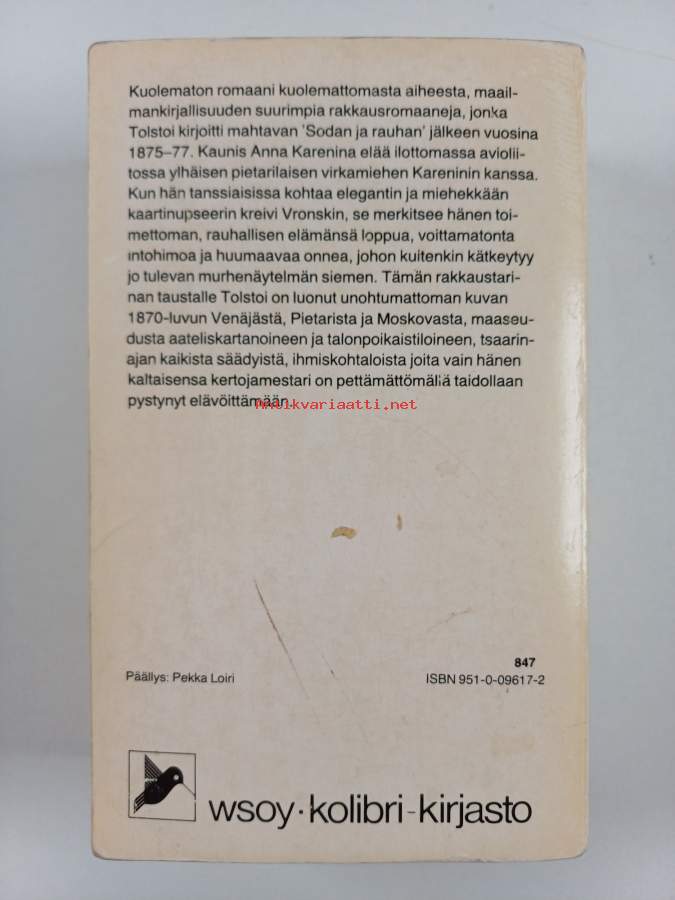 Kuolematon romaani kuolemattomasta aiheesta, maail-
mankirjallisuuden suurimpia rakkausromaaneja, jonka
Tolstoi kirjoitti mahtavan 'Sodan ja rauhan' jälkeen vuosina
1875–77. Kaunis Anna Karenina elää ilottomassa avioliitossa
tossa ylhäisen pietarilaisen virkamiehen Kareninin kanssa.
Kun hän tanssiaisissa kohtaa elegantin ja miehekkään
kaartinupseerin kreivi Vronskin, se merkitsee hänen toi-
mettoman, rauhallisen elämänsä loppua, voittamatonta
intohimoa ja huumaavaa onnea, johon kuitenkin kätkeytyy
jo tulevan murhenäytelmän siemen. Tämän rakkaustari-
nan taustalle Tolstoi on luonut unohtumattoman kuvan
1870-luvun Venäjästä, Pietarista ja Moskovasta, maaseu-
dusta aateliskartanoineen ja talonpoikaistiloineen, tsaarin-
ajan kaikista säädyistä, ihmiskohtaloista joita vain hänen
kaltaisensa kertojamestari on pettämättömällä taidollaan
pystynyt elävöittämään.
Antikvariaatti.net
847
Päällys: Pekka Loiri
ISBN 951-0-09617-2
wsoy·kolibri-kirjasto